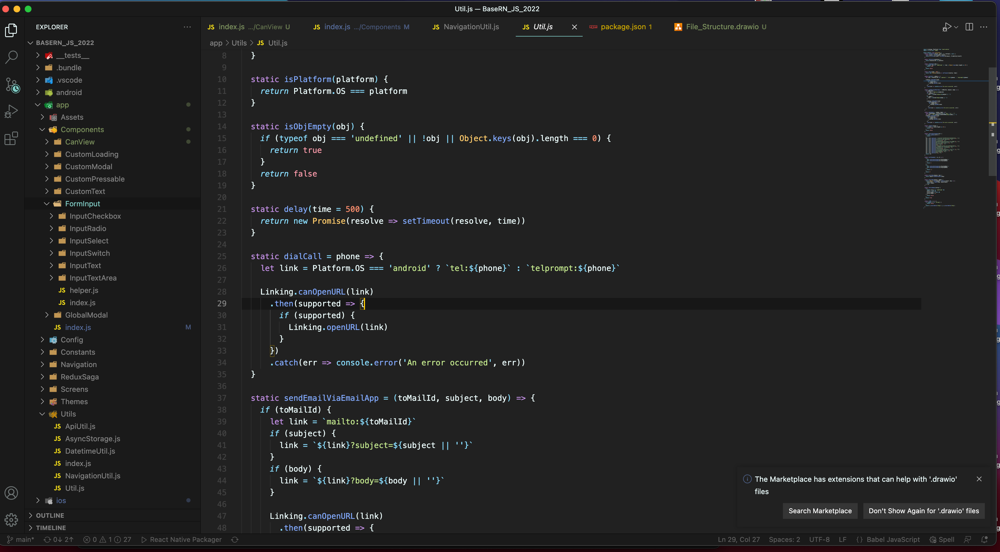 Util.js — BaseRN_JS_2022
EXPLORER
BASERN_JS_2022
__tests__
.bundle
.vscode
android
app
Assets
Components
CanView
CustomLoading
CustomModal
CustomPressable
CustomText
FormInput
InputCheckbox
InputRadio
InputSelect
InputSwitch
InputText
InputTextArea
JS helper.js
JS index.js
GlobalModal
JS index.js M
Config
Constants
Navigation
ReduxSaga
Screens
Themes
Utils
JS ApiUtil.js
JS AsyncStorage.js
JS DatetimeUtil.js
JS index.js
JS NavigationUtil.js
JS Util.js
ios
OUTLINE
TIMELINE
JS index.js .../CanView U JS index.js .../Components M JS NavigationUtil.js JS Util.js package.json 1 File_Structure.drawio U
app > Utils > JS Util.js
8 }
9
10 static isPlatform(platform) {
11 return Platform.OS === platform
12 }
13
14 static isObjEmpty(obj) {
15 if (typeof obj === 'undefined' || !obj || Object.keys(obj).length === 0) {
16 return true
17 }
18 return false
19 }
20
21 static delay(time = 500) {
22 return new Promise(resolve => setTimeout(resolve, time))
23 }
24
25 static dialCall = phone => {
26 let link = Platform.OS === 'android' ? `tel:${phone}` : `telprompt:${phone}`
27
28 Linking.canOpenURL(link)
29 .then(supported => {
30 if (supported) {
31 Linking.openURL(link)
32 }
33 })
34 .catch(err => console.error('An error occurred', err))
35 }
36
37 static sendEmailViaEmailApp = (toMailId, subject, body) => {
38 if (toMailId) {
39 let link = `mailto:${toMailId}`
40 if (subject) {
41 link = `${link}?subject=${subject || ''}`
42 }
43 if (body) {
44 link = `${link}?body=${body || ''}`
45 }
46
47 Linking.canOpenURL(link)
48 .then(supported => {
The Marketplace has extensions that can help with '.drawio'
files
Search Marketplace Don't Show Again for '.drawio' files
main* 0↓ 2↑ 0 1 27 React Native Packager Ln 29, Col 27 Spaces: 2 UTF-8 LF {} Babel JavaScript Spell